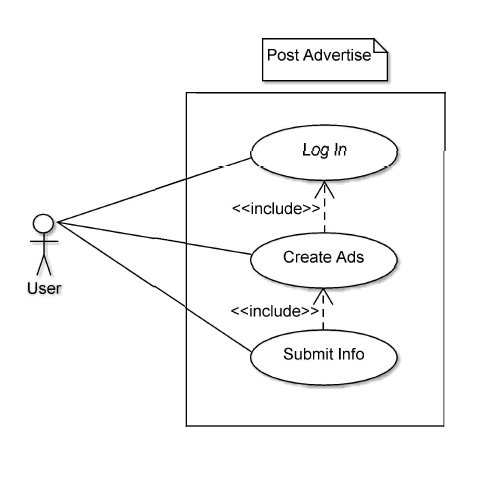 Post Advertise
Log In
<<include>>
Create Ads
<<include>>
Submit Info
User